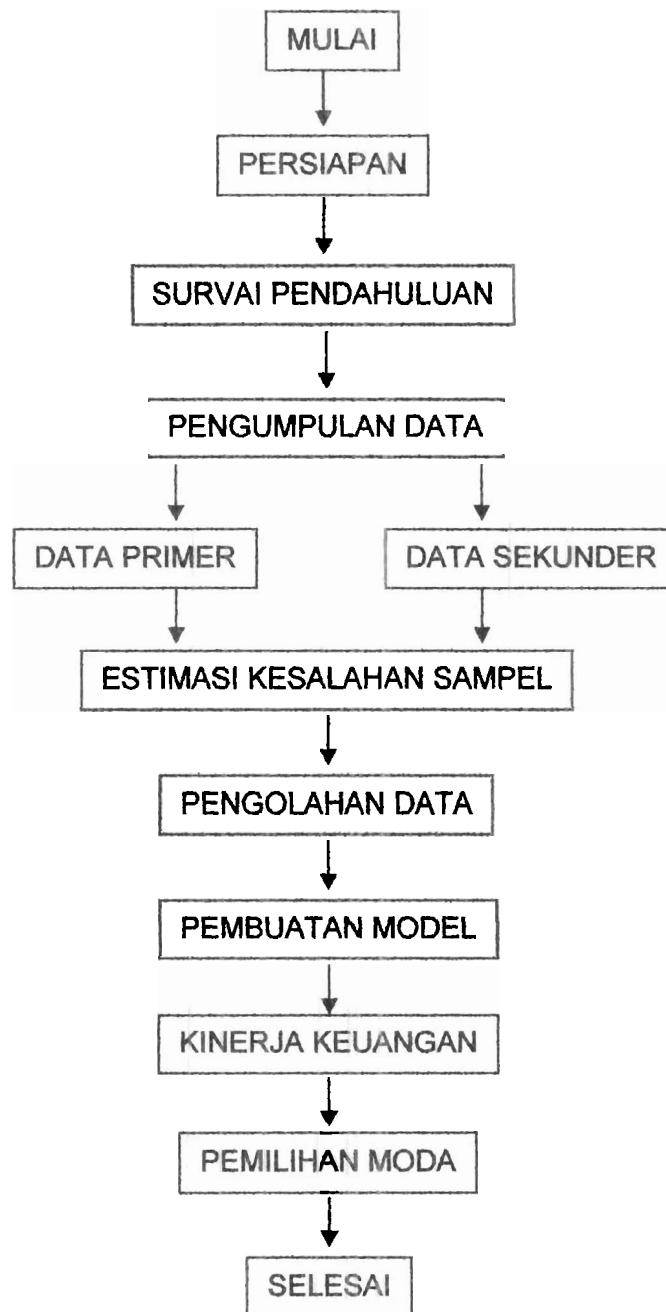 MULAI
PERSIAPAN
SURVAI PENDAHULUAN
PENGUMPULAN DATA
DATA PRIMER
DATA SEKUNDER
ESTIMASI KESALAHAN SAMPEL
PENGOLAHAN DATA
PEMBUATAN MODEL
KINERJA KEUANGAN
PEMILIHAN MODA
SELESAI